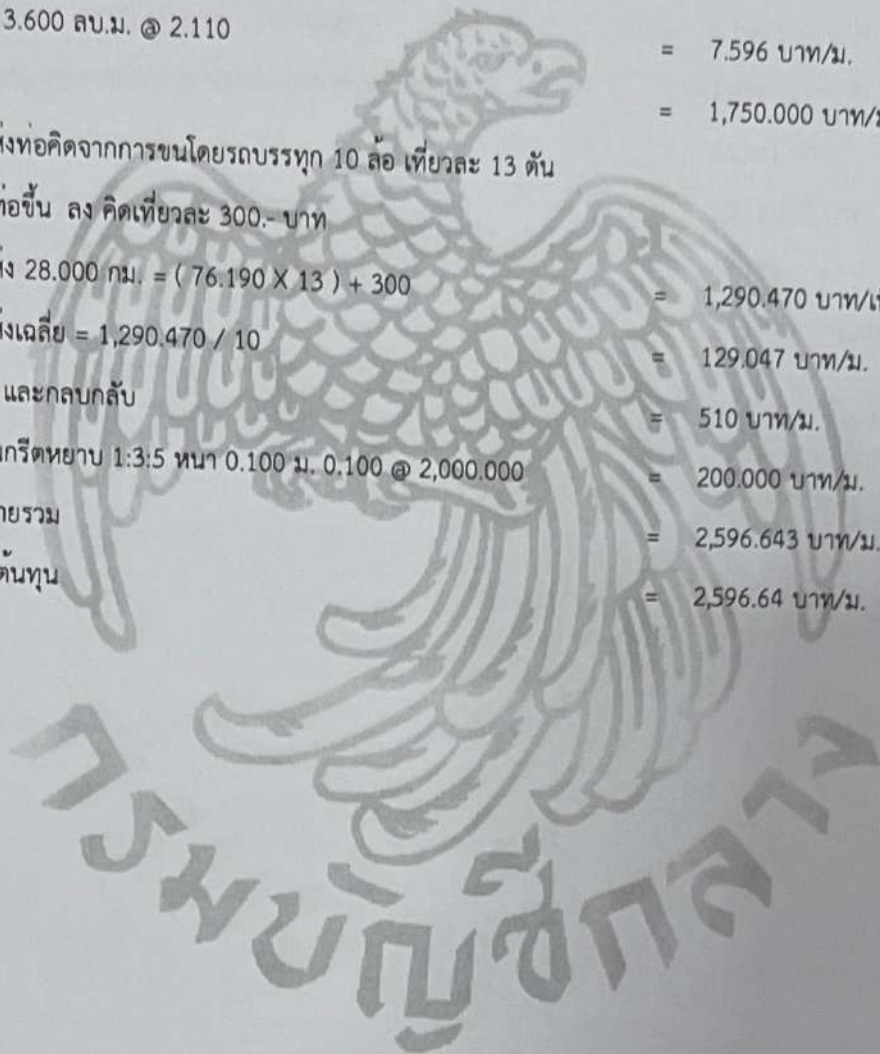 3.600 ลบ.ม. @ 2.110 = 7.596 บาท/ม.
= 1,750.000 บาท/
ส่งท่อคิดจากการขนโดยรถบรรทุก 10 ล้อ เที่ยวละ 13 ตัน
ท่อขึ้น ลง คิดเที่ยวละ 300.- บาท
ส่ง 28.000 กม. = ( 76.190 X 13 ) + 300 = 1,290.470 บาท/
ส่งเฉลี่ย = 1,290.470 / 10 = 129.047 บาท/ม.
และกลบกลับ = 510 บาท/ม.
กรีตหยาบ 1:3:5 หนา 0.100 ม. 0.100 @ 2,000.000 = 200.000 บาท/ม.
รวม = 2,596.643 บาท/ม.
ต้นทุน = 2,596.64 บาท/ม.
กรมบัญชีกลาง